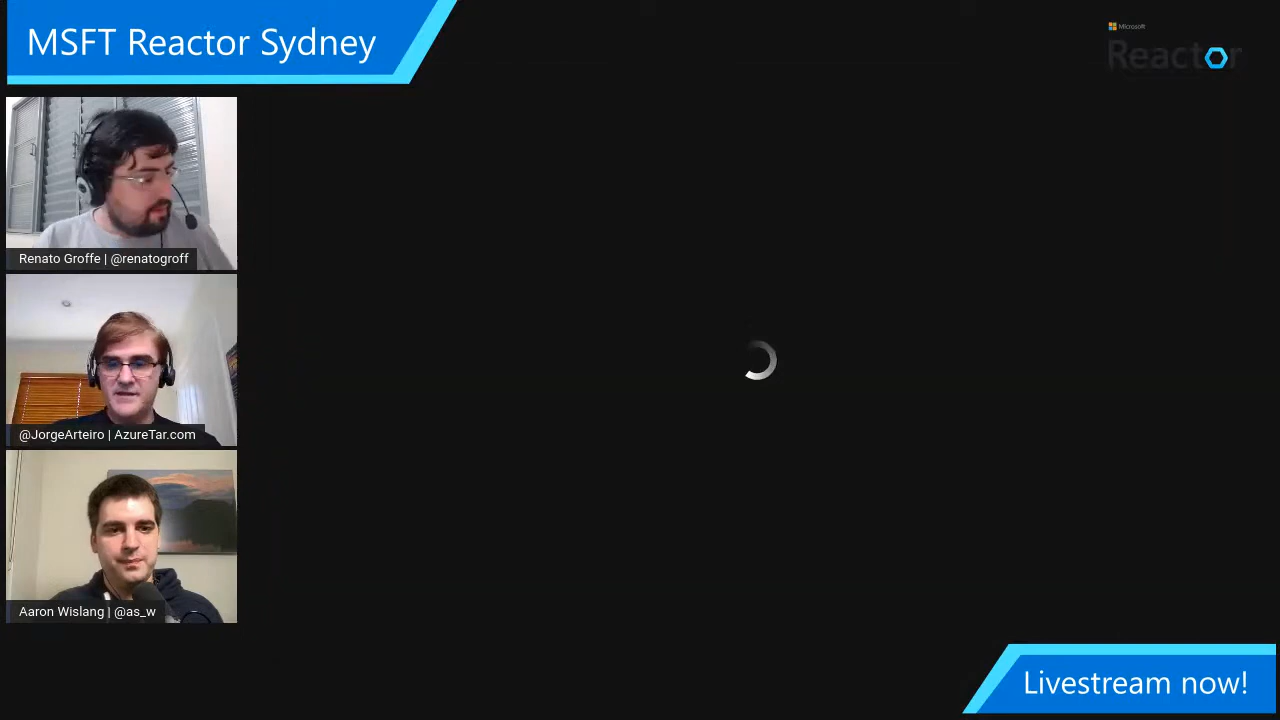 MSFT Reactor Sydney
Microsoft
Reactor
Renato Groffe | @renatogroff
@JorgeArteiro | AzureTar.com
Aaron Wislang | @as_w
Livestream now!